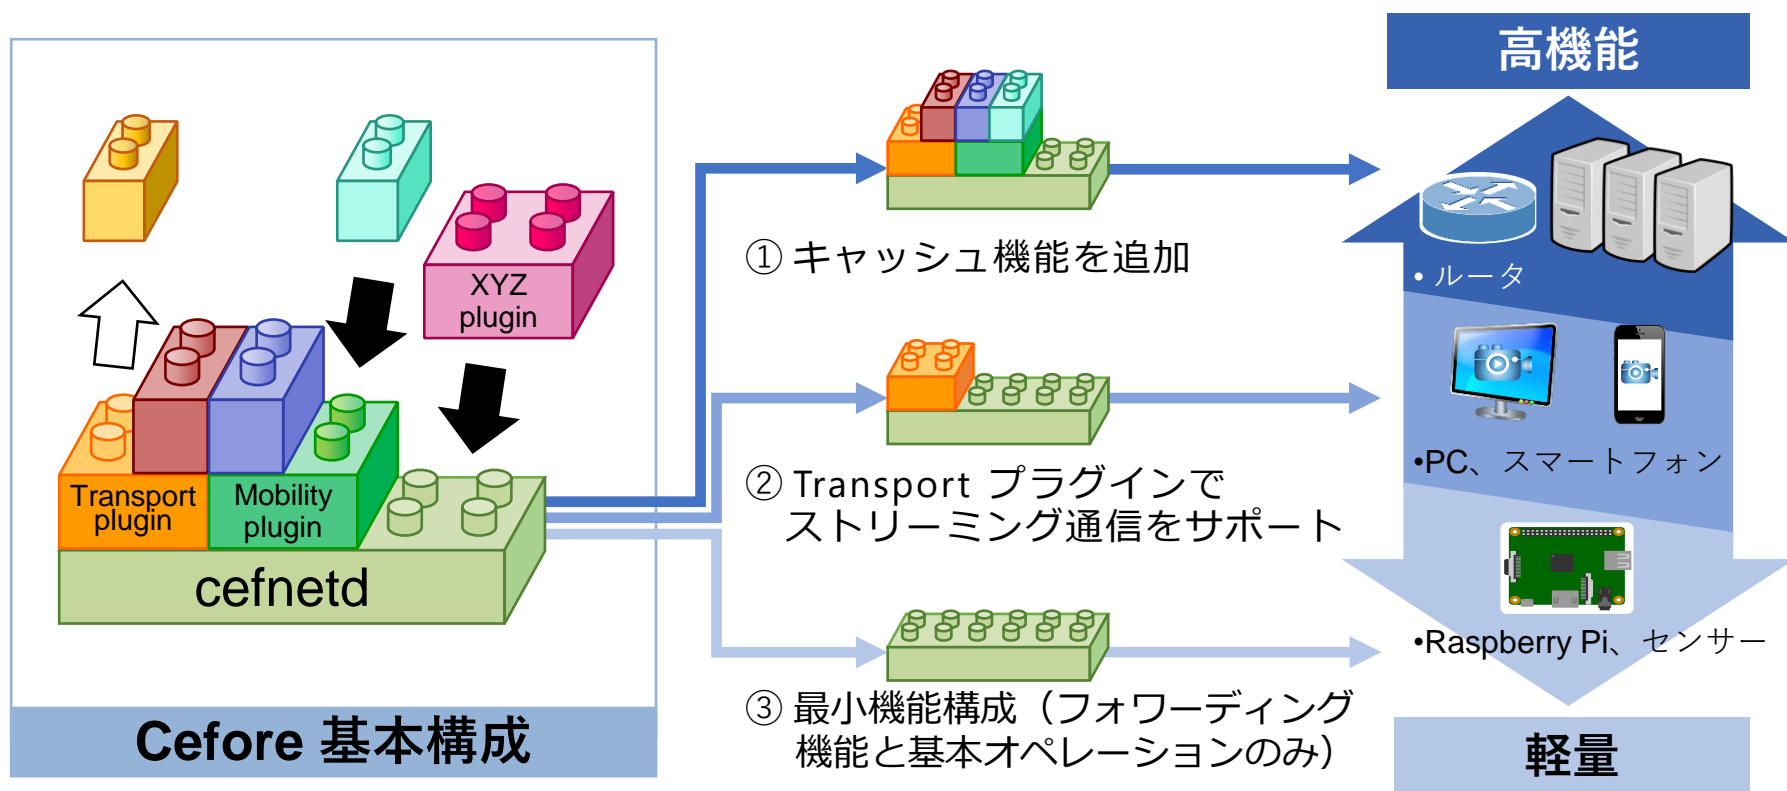 XYZ
plugin
Transport
plugin
Mobility
plugin
cefnetd
Cefore 基本構成
① キャッシュ機能を追加
② Transport プラグインで
ストリーミング通信をサポート
③ 最小機能構成（フォワーディング
機能と基本オペレーションのみ）
高機能
• ルータ
•PC、スマートフォン
•Raspberry Pi、センサー
軽量